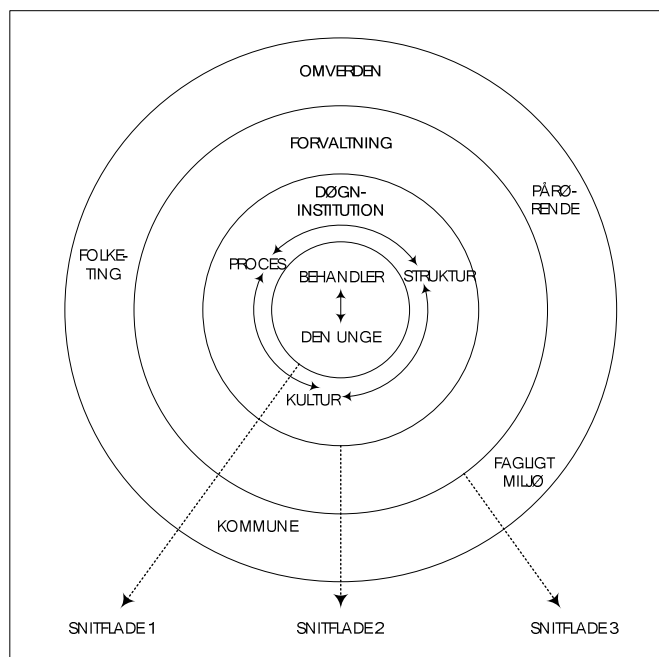 OMVERDEN
FORVALTNING
PÅRØ-
RENDE
DØGN-
INSTITUTION
FOLKE-
TING
PROCES
STRUKTUR
BEHANDLER
DEN UNGE
KULTUR
FAGLIGT
MILJØ
KOMMUNE
SNITFLADE 1
SNITFLADE 2
SNITFLADE 3